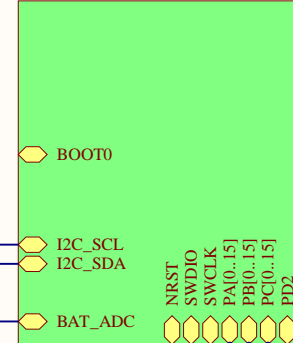 BOOT0
I2C_SCL
I2C_SDA
BAT_ADC
NRST
SWDIO
SWCLK
PA[0..15]
PB[0..15]
PC[0..15]
PD2